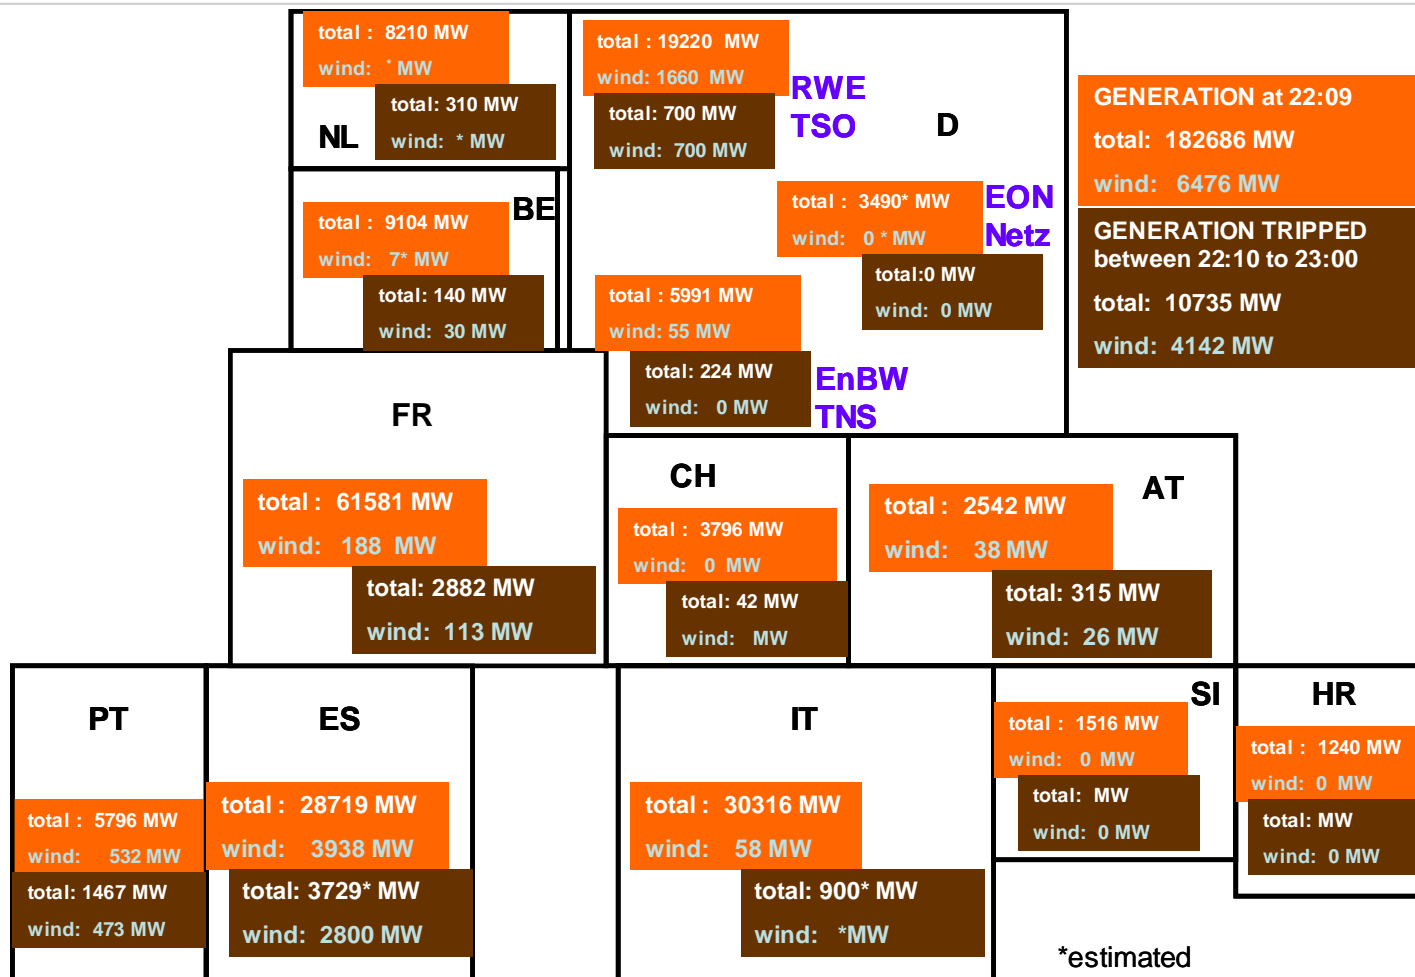 total : 8210 MW
wind: * MW
total: 310 MW
wind: * MW
NL
total : 19220 MW
wind: 1660 MW
total: 700 MW
wind: 700 MW
RWE
TSO
D
total : 3490* MW
wind: 0 * MW
total:0 MW
wind: 0 MW
EON
Netz
total : 5991 MW
wind: 55 MW
total: 224 MW
wind: 0 MW
EnBW
TNS
GENERATION at 22:09
total: 182686 MW
wind: 6476 MW
GENERATION TRIPPED
between 22:10 to 23:00
total: 10735 MW
wind: 4142 MW
BE
total : 9104 MW
wind: 7* MW
total: 140 MW
wind: 30 MW
FR
total : 61581 MW
wind: 188 MW
total: 2882 MW
wind: 113 MW
CH
total : 3796 MW
wind: 0 MW
total: 42 MW
wind: MW
AT
total : 2542 MW
wind: 38 MW
total: 315 MW
wind: 26 MW
PT
total : 5796 MW
wind: 532 MW
total: 1467 MW
wind: 473 MW
ES
total : 28719 MW
wind: 3938 MW
total: 3729* MW
wind: 2800 MW
IT
total : 30316 MW
wind: 58 MW
total: 900* MW
wind: *MW
SI
total : 1516 MW
wind: 0 MW
total: MW
wind: 0 MW
HR
total : 1240 MW
wind: 0 MW
total: MW
wind: 0 MW
*estimated